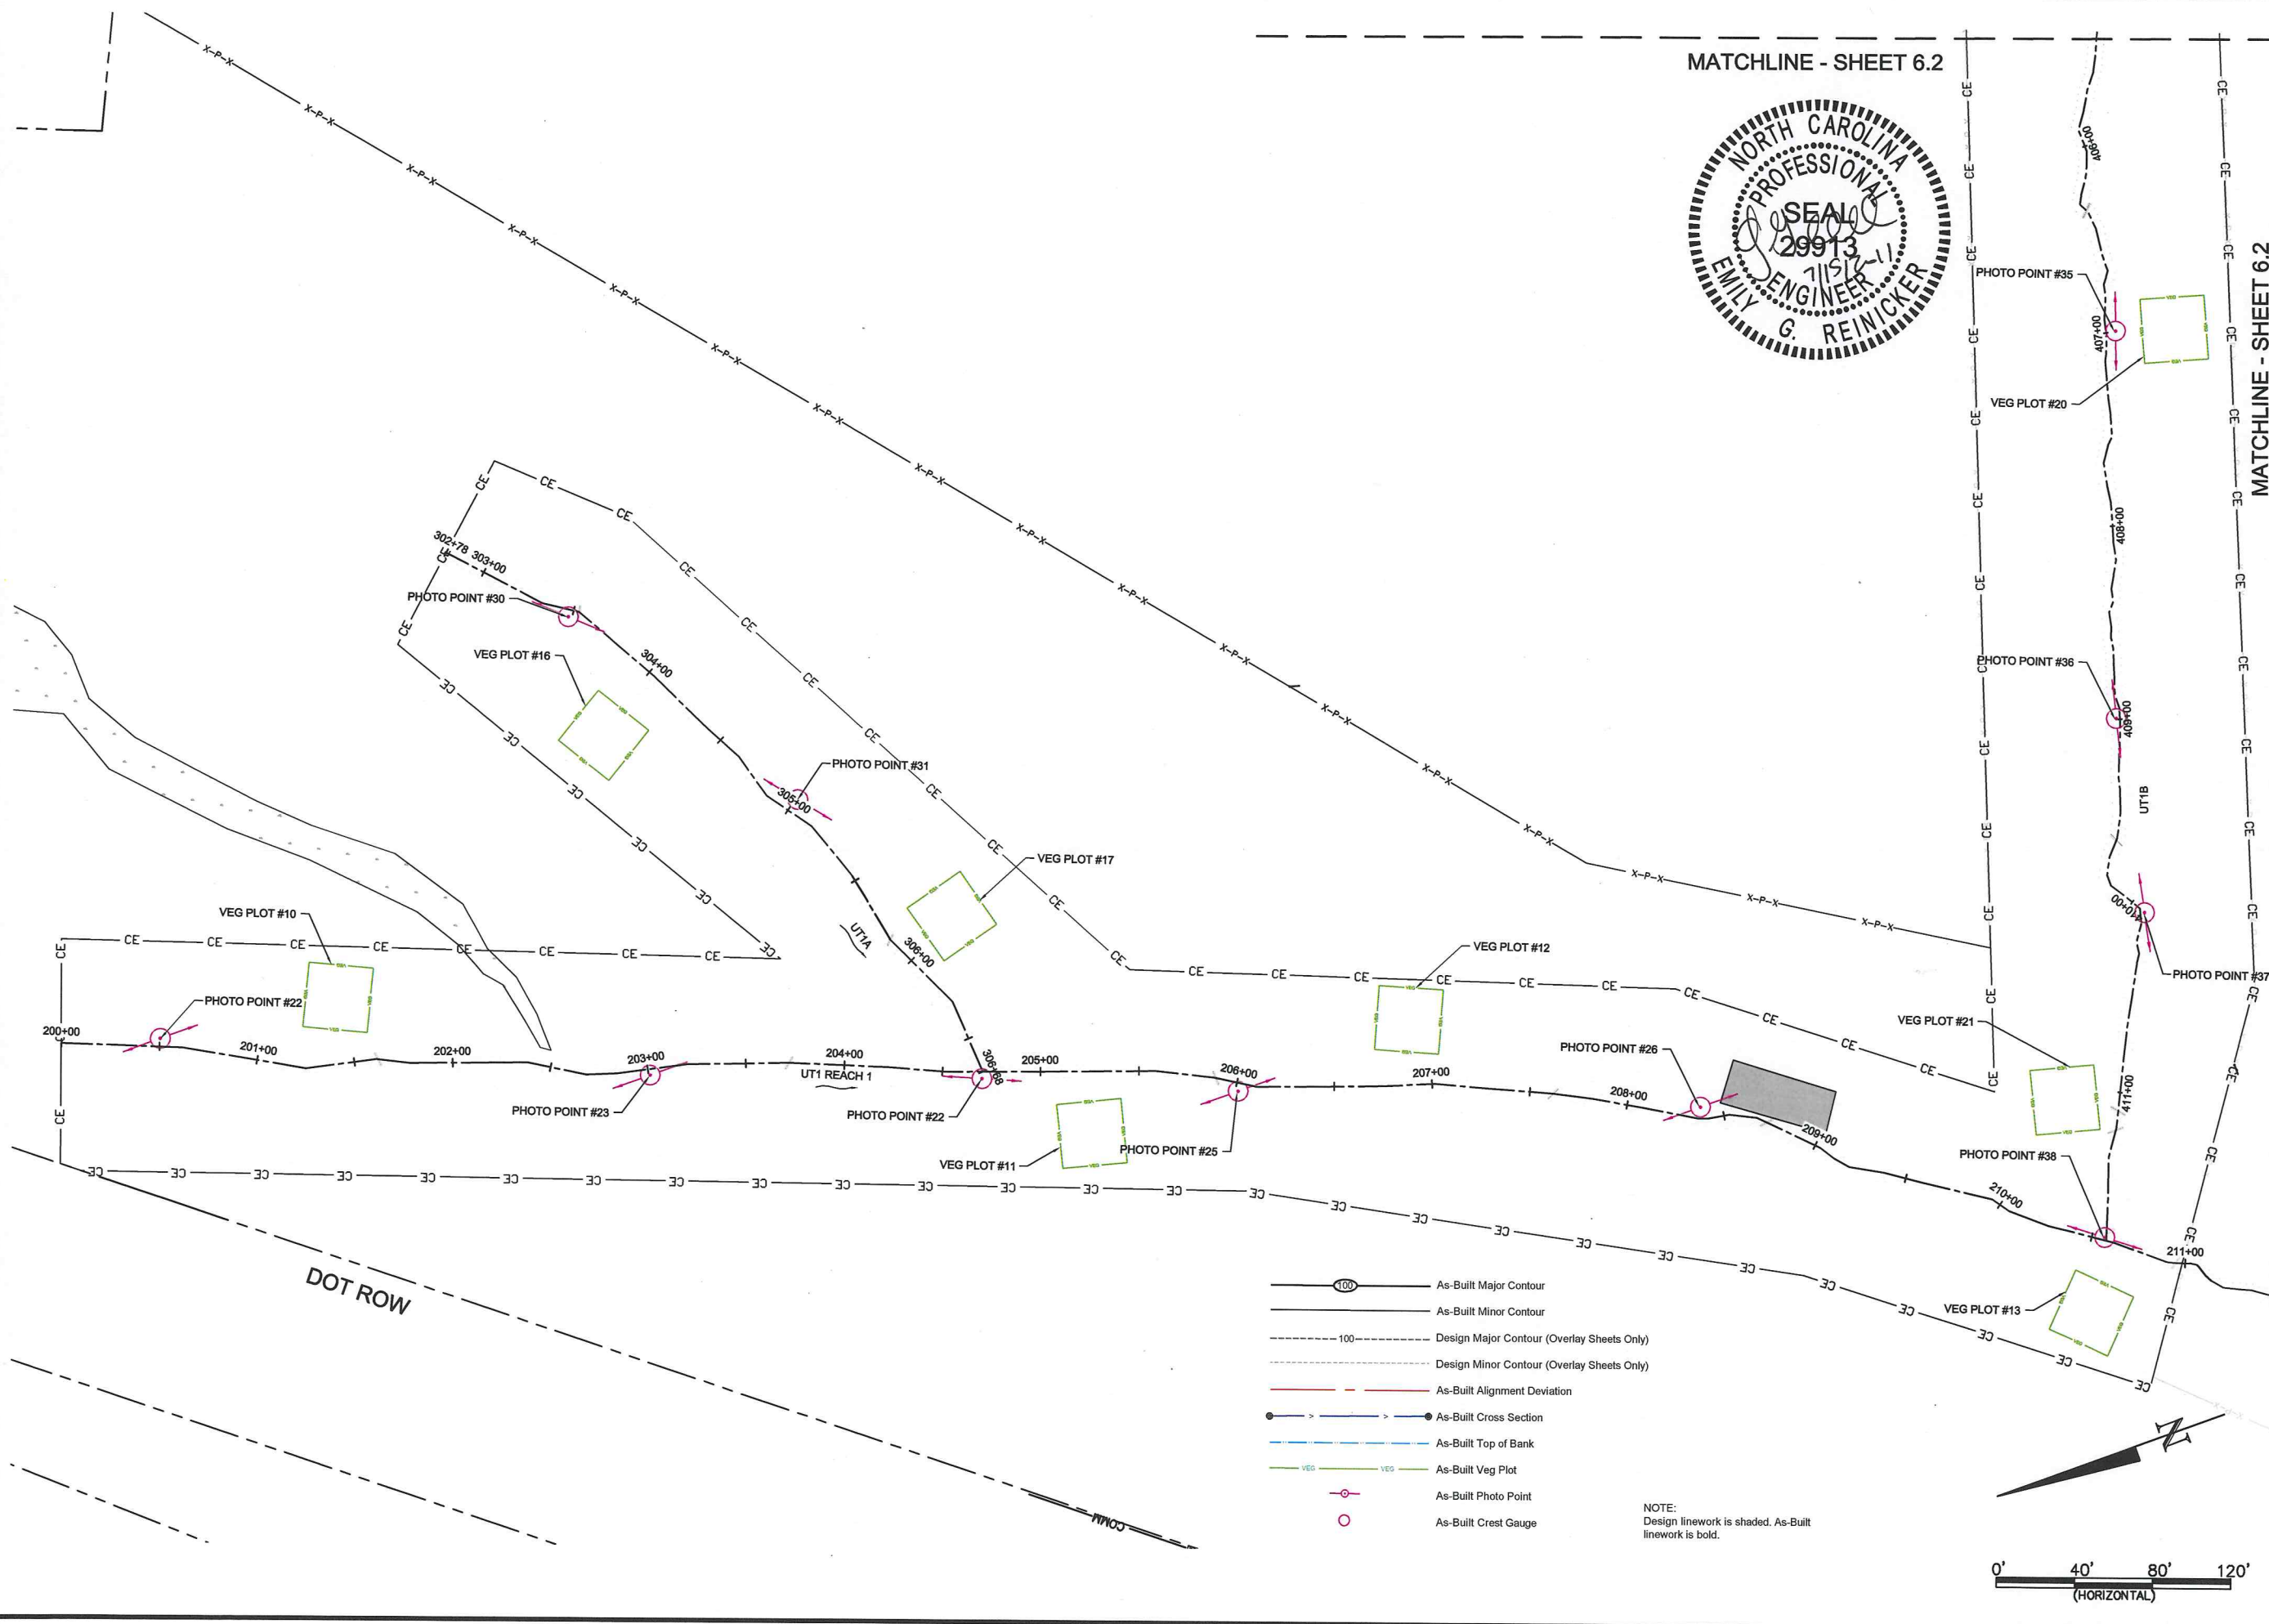 MATCHLINE - SHEET 6.2
NORTH CAROLINA
PROFESSIONAL
SEAL
29913
ENGINEER
EMILY G. REINICKER
MATCHLINE - SHEET 6.2
406+00
PHOTO POINT #35
407+00
VEG PLOT #20
408+00
PHOTO POINT #36
409+00
UT1B
410+00
PHOTO POINT #37
VEG PLOT #21
411+00
PHOTO POINT #38
302+78
303+00
PHOTO POINT #30
VEG PLOT #16
304+00
PHOTO POINT #31
305+00
VEG PLOT #17
UT1A
306+00
306+68
VEG PLOT #10
PHOTO POINT #22
200+00
201+00
202+00
203+00
PHOTO POINT #23
204+00
UT1 REACH 1
PHOTO POINT #22
205+00
VEG PLOT #11
206+00
PHOTO POINT #25
VEG PLOT #12
207+00
208+00
PHOTO POINT #26
209+00
210+00
211+00
VEG PLOT #13
DOT ROW
COMM
100 As-Built Major Contour
As-Built Minor Contour
100 Design Major Contour (Overlay Sheets Only)
Design Minor Contour (Overlay Sheets Only)
As-Built Alignment Deviation
As-Built Cross Section
As-Built Top of Bank
VEG VEG As-Built Veg Plot
As-Built Photo Point
As-Built Crest Gauge
NOTE:
Design linework is shaded. As-Built
linework is bold.
N
0' 40' 80' 120'
(HORIZONTAL)